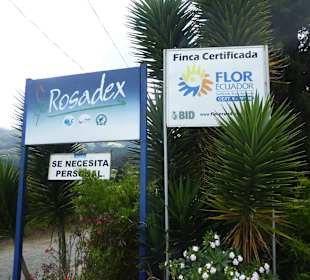 Rosadex
SE NECESITA
PERSONAL.
Finca Certificada
FLOR
ECUADOR
BID